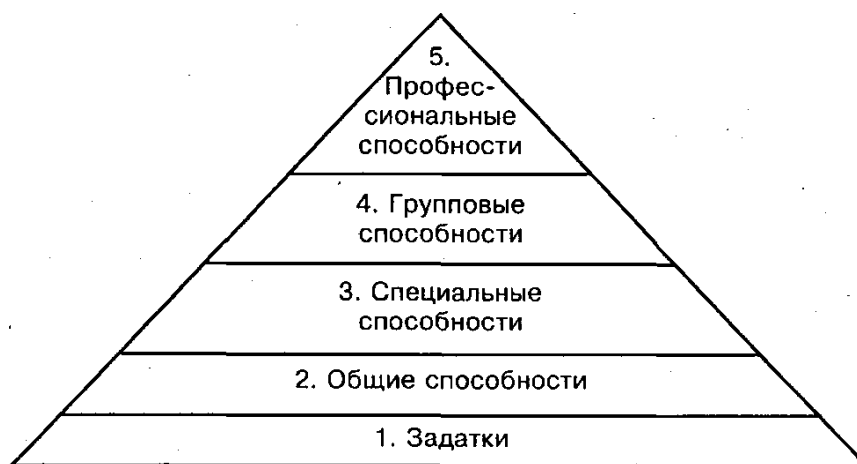 5.
Профес-
сиональные
способности
4. Групповые
способности
3. Специальные
способности
2. Общие способности
1. Задатки